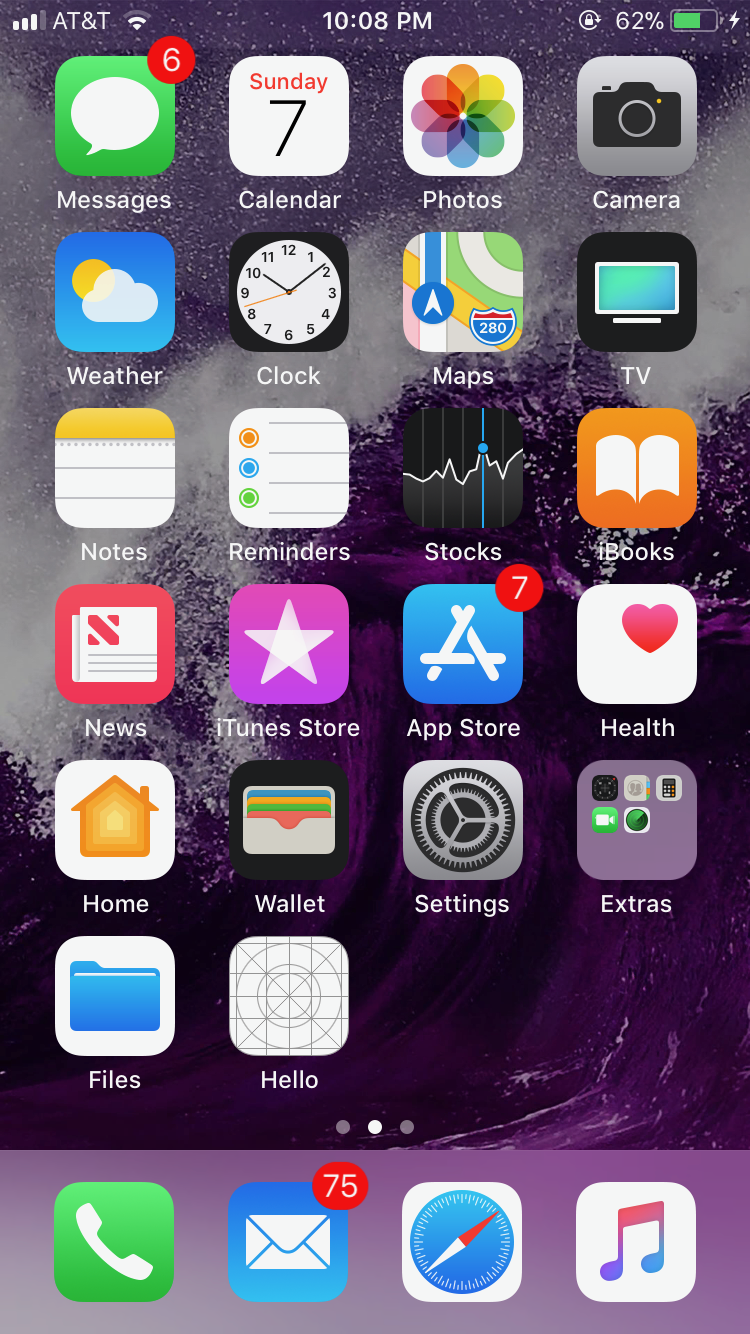 AT&T 10:08 PM 62%
6
Sunday
7
Messages Calendar Photos Camera
12
11 1
10 2
9 3
8 4
7 5
6
280
Weather Clock Maps TV
Notes Reminders Stocks iBooks
7
News iTunes Store App Store Health
Home Wallet Settings Extras
Files Hello
75